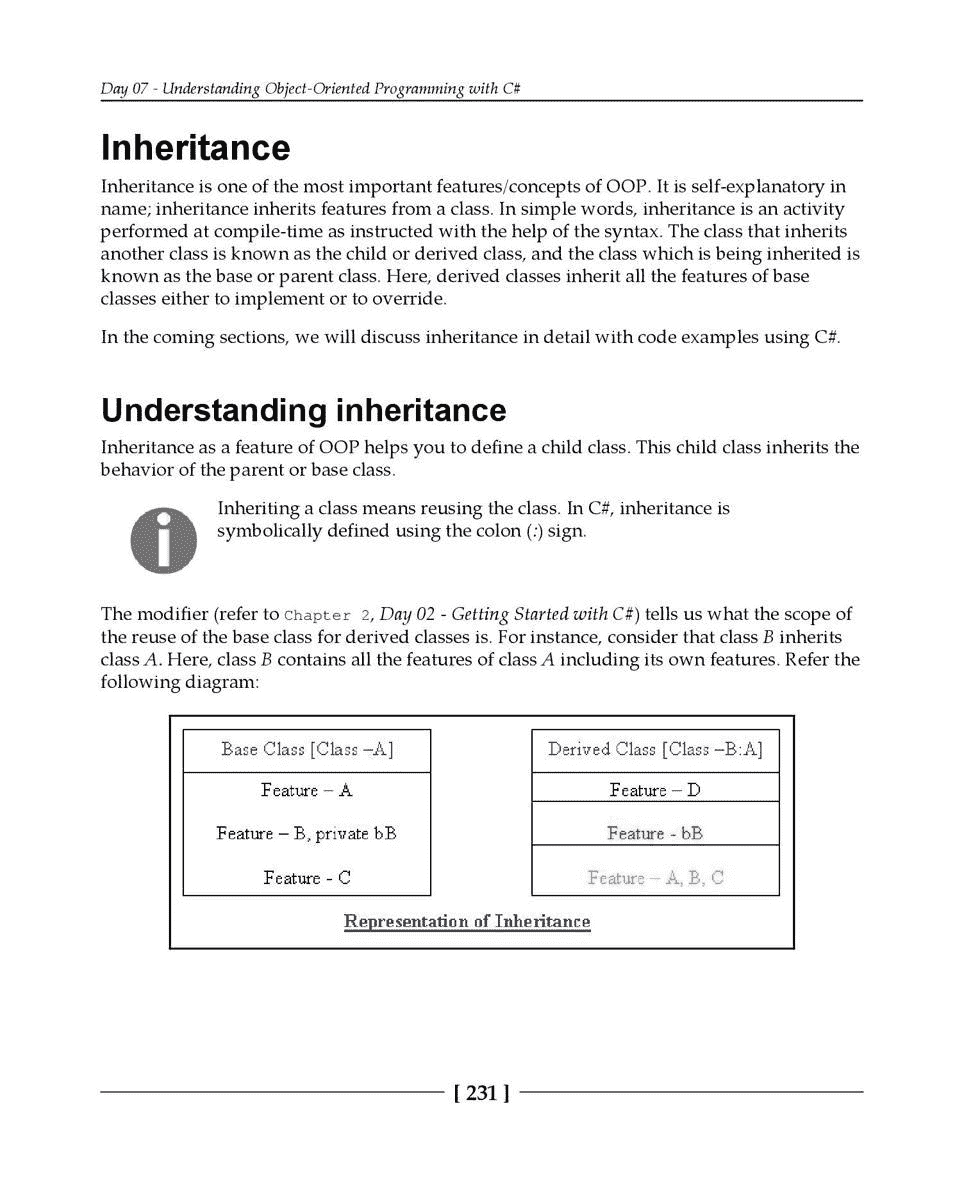 Day 07 - Understanding Object-Oriented Programming with C#
Inheritance
Inheritance is one of the most important features/concepts of OOP. It is self-explanatory in
name; inheritance inherits features from a class. In simple words, inheritance is an activity
performed at compile-time as instructed with the help of the syntax. The class that inherits
another class is known as the child or derived class, and the class which is being inherited is
known as the base or parent class. Here, derived classes inherit all the features of base
classes either to implement or to override.
In the coming sections, we will discuss inheritance in detail with code examples using C#.
Understanding inheritance
Inheritance as a feature of OOP helps you to define a child class. This child class inherits the
behavior of the parent or base class.
Inheriting a class means reusing the class. In C#, inheritance is
symbolically defined using the colon (:) sign.
The modifier (refer to Chapter 2, Day 02 - Getting Started with C#) tells us what the scope of
the reuse of the base class for derived classes is. For instance, consider that class B inherits
class A. Here, class B contains all the features of class A including its own features. Refer the
following diagram:
Base Class [Class –A]
Feature – A
Feature – B, private bB
Feature - C
Derived Class [Class –B:A]
Feature – D
Feature - bB
Feature – A, B, C
Representation of Inheritance
[ 231 ]